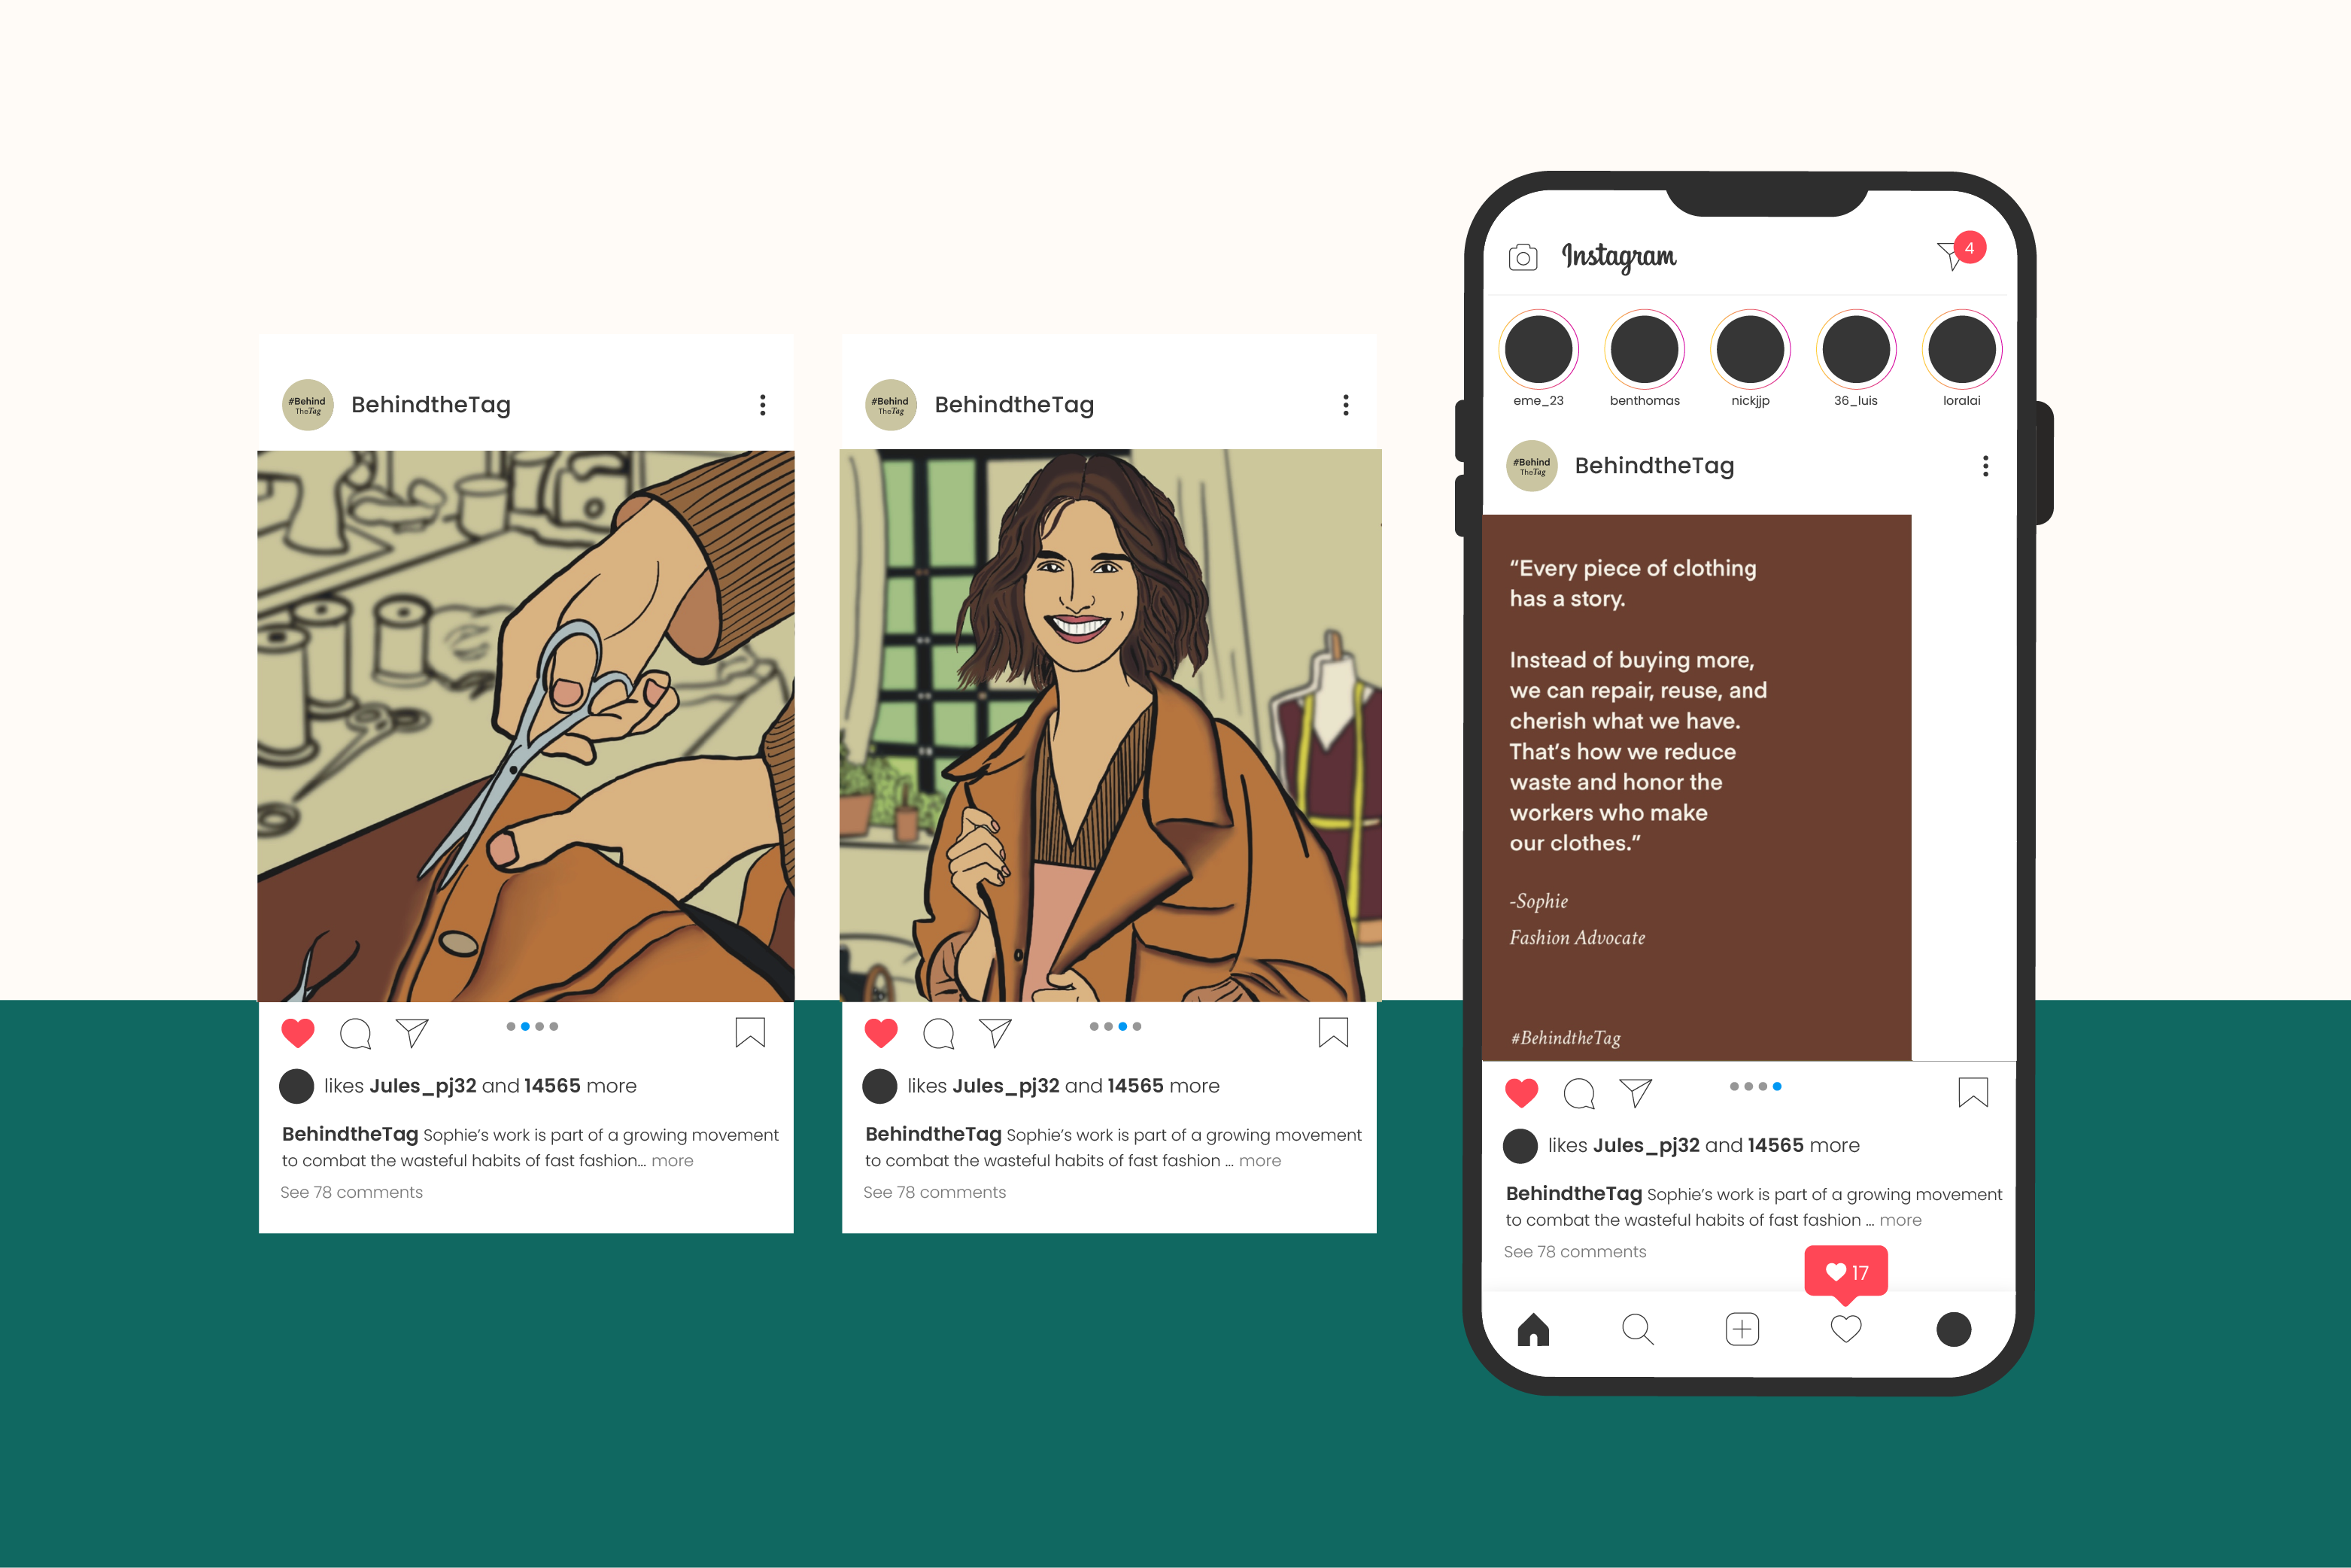 #Behind
TheTag
BehindtheTag
likes Jules_pj32 and 14565 more
BehindtheTag Sophie’s work is part of a growing movement
to combat the wasteful habits of fast fashion... more
See 78 comments
#Behind
TheTag
BehindtheTag
likes Jules_pj32 and 14565 more
BehindtheTag Sophie’s work is part of a growing movement
to combat the wasteful habits of fast fashion ... more
See 78 comments
Instagram
4
eme_23
benthomas
nickjjp
36_luis
loralai
#Behind
TheTag
BehindtheTag
“Every piece of clothing
has a story.
Instead of buying more,
we can repair, reuse, and
cherish what we have.
That’s how we reduce
waste and honor the
workers who make
our clothes.”
-Sophie
Fashion Advocate
#BehindtheTag
likes Jules_pj32 and 14565 more
BehindtheTag Sophie’s work is part of a growing movement
to combat the wasteful habits of fast fashion ... more
See 78 comments
17